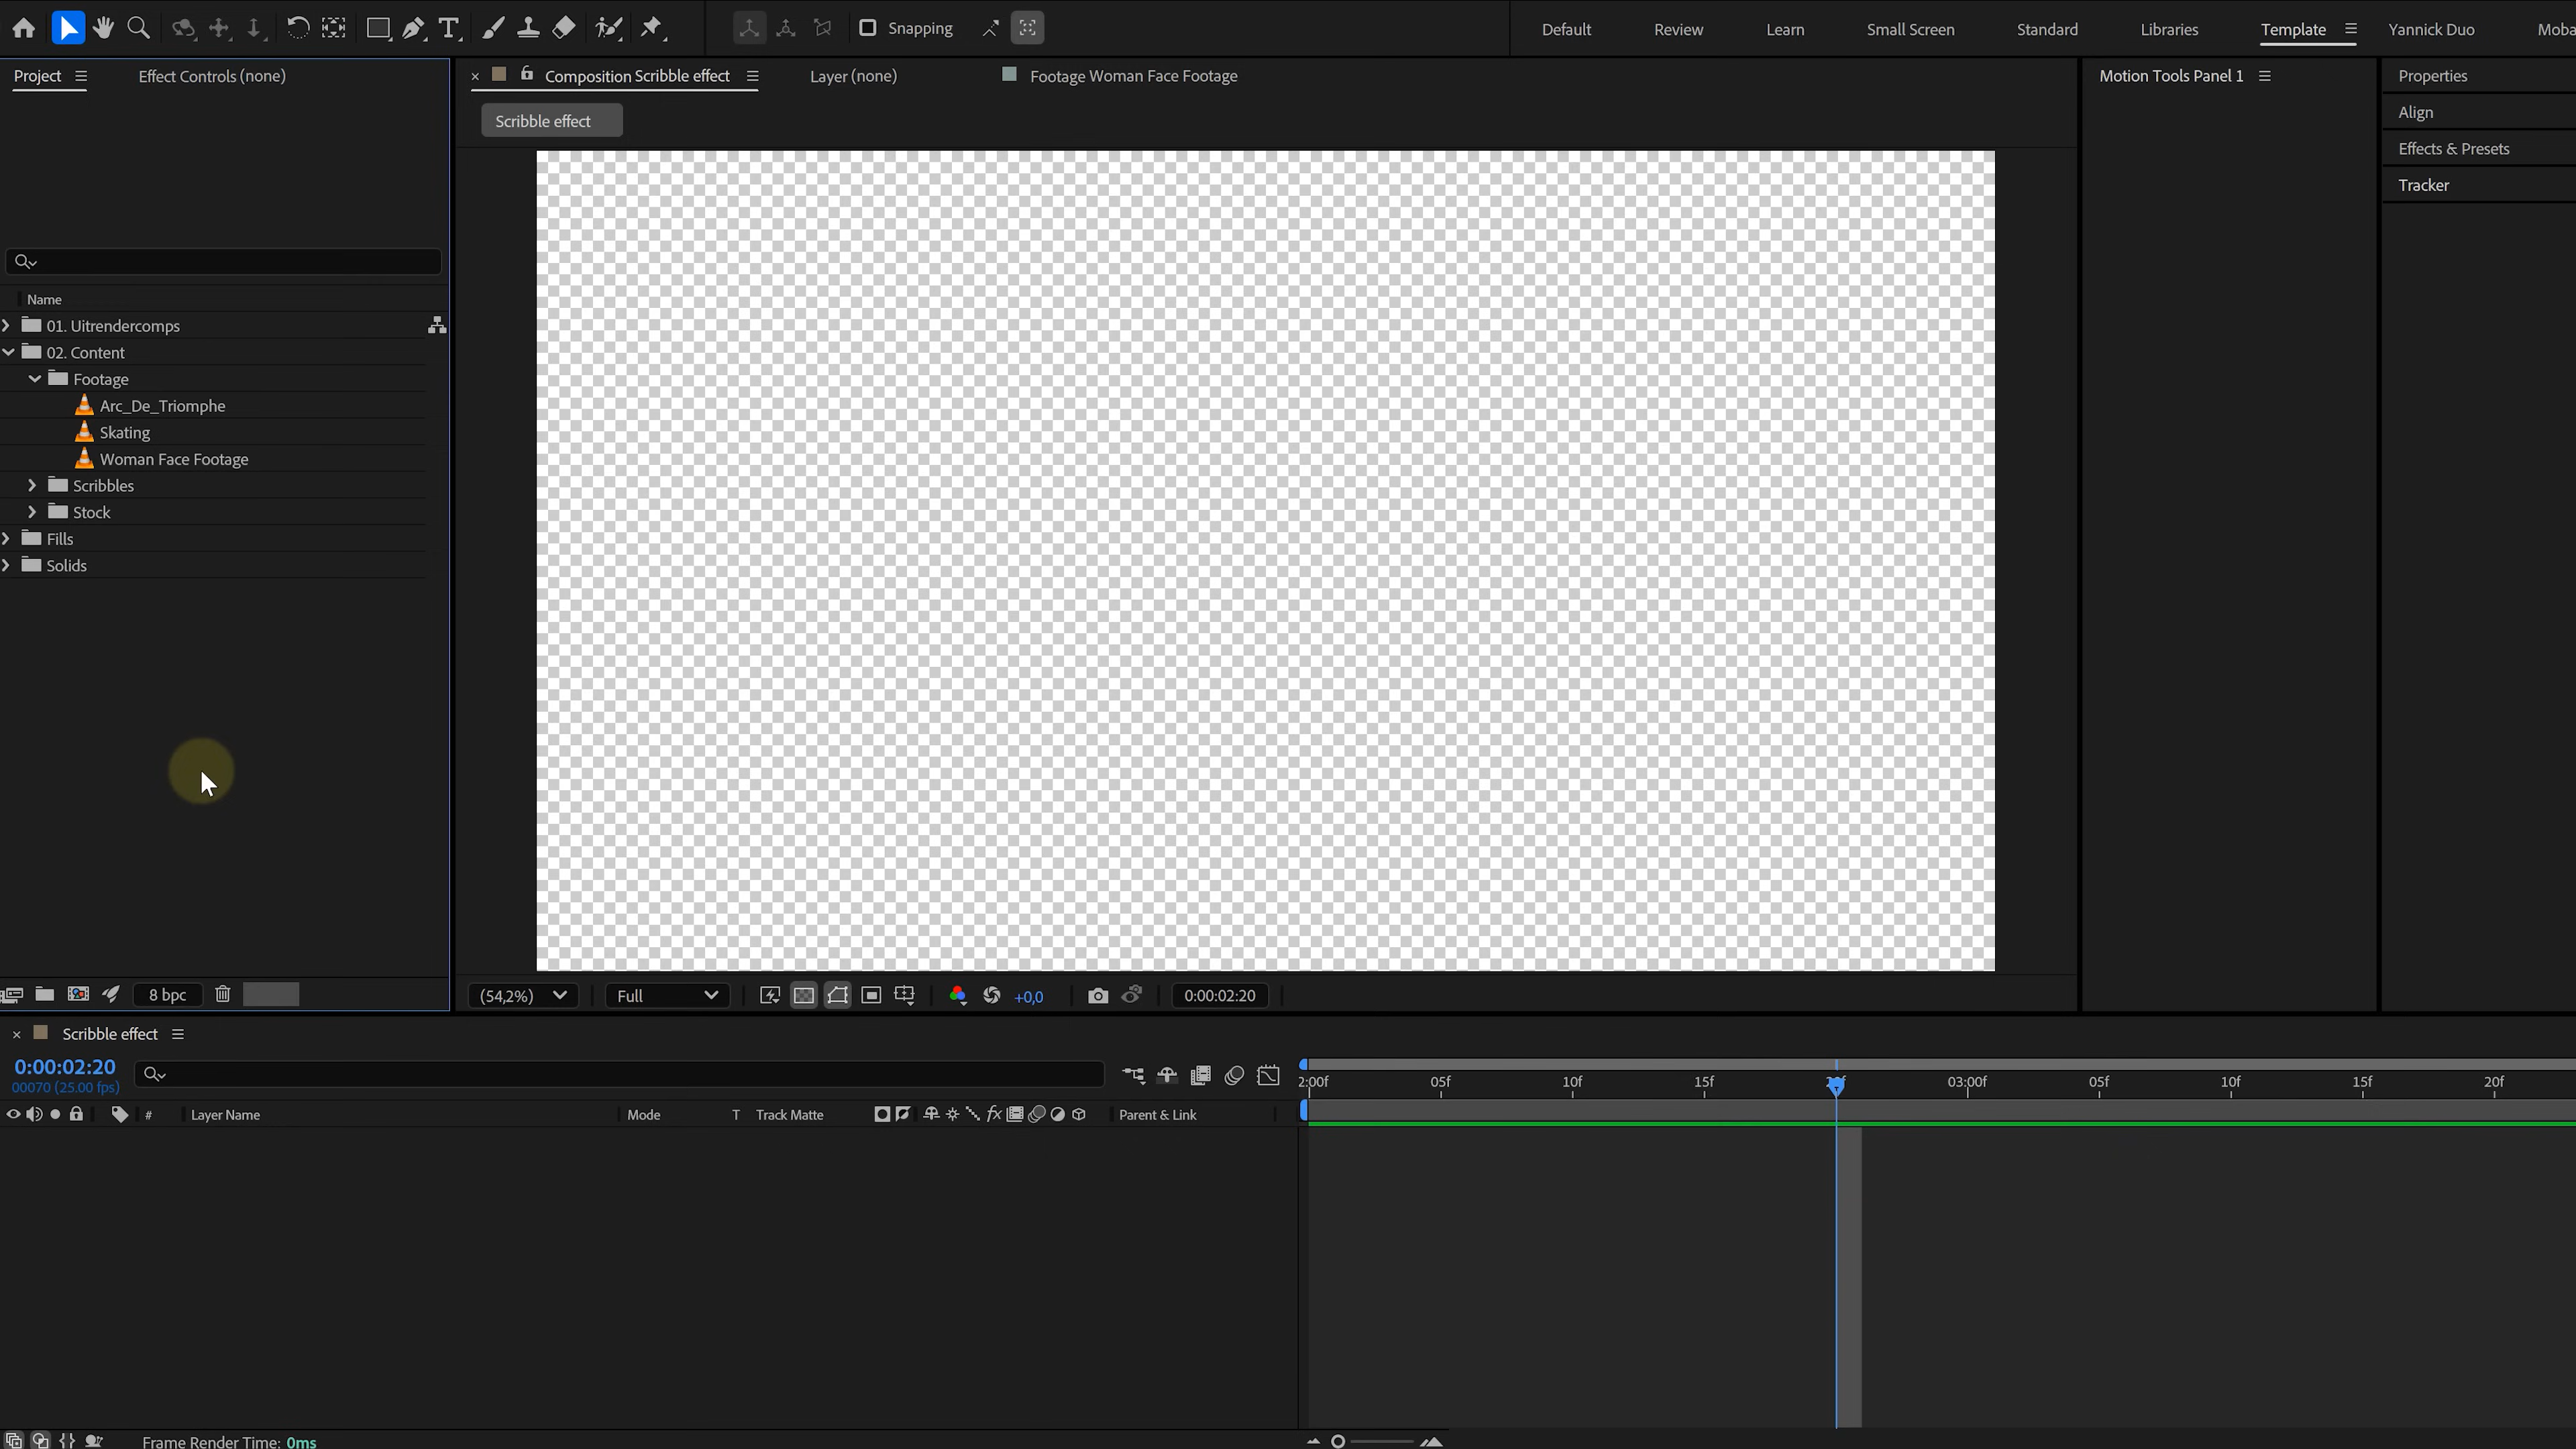 Snapping
Default
Review
Learn
Small Screen
Standard
Libraries
Template
Yannick Duo
Project
Effect Controls (none)
Composition Scribble effect
Layer (none)
Footage Woman Face Footage
Motion Tools Panel 1
Properties
Align
Effects & Presets
Tracker
Scribble effect
Name
01. Uitrendercomps
02. Content
Footage
Arc_De_Triomphe
Skating
Woman Face Footage
Scribbles
Stock
Fills
Solids
8 bpc
(54,2%)
Full
+0,0
0:00:02:20
Scribble effect
0:00:02:20
00070 (25.00 fps)
2:00f
05f
10f
15f
03:00f
05f
10f
15f
20f
#
Layer Name
Mode
T
Track Matte
fx
Parent & Link
Frame Render Time: 0ms